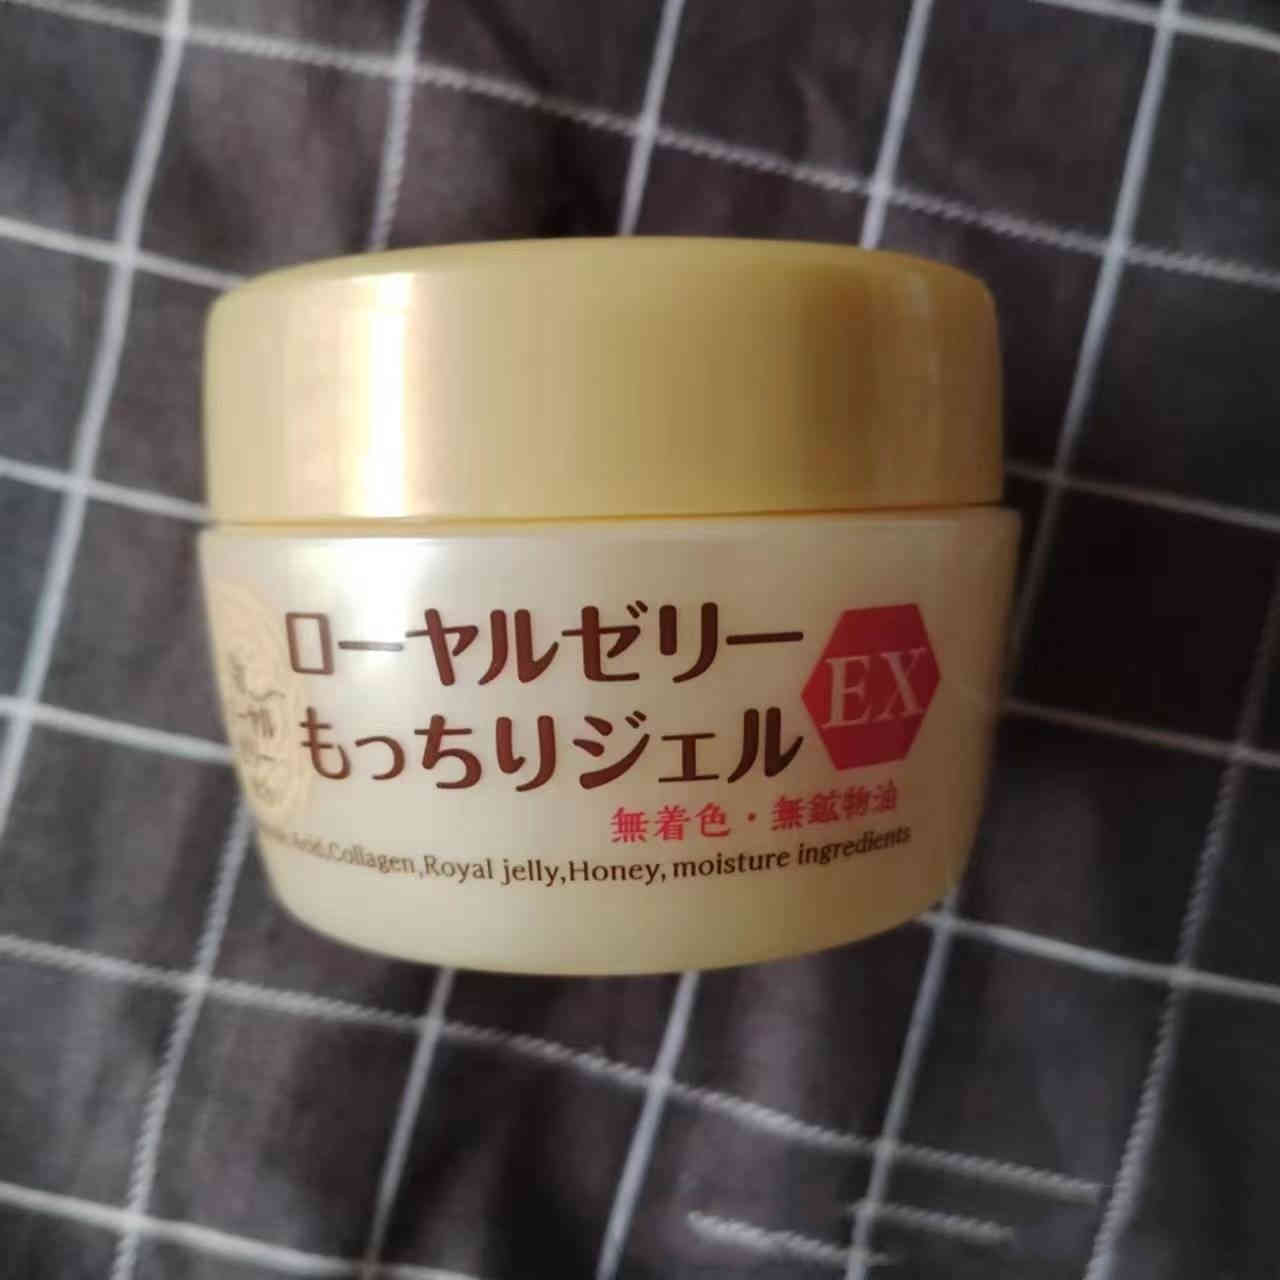 ローヤルゼリー
もっちりジェル
EX
無着色・無鉱物油
Acid,Collagen,Royal jelly,Honey, moisture ingredients